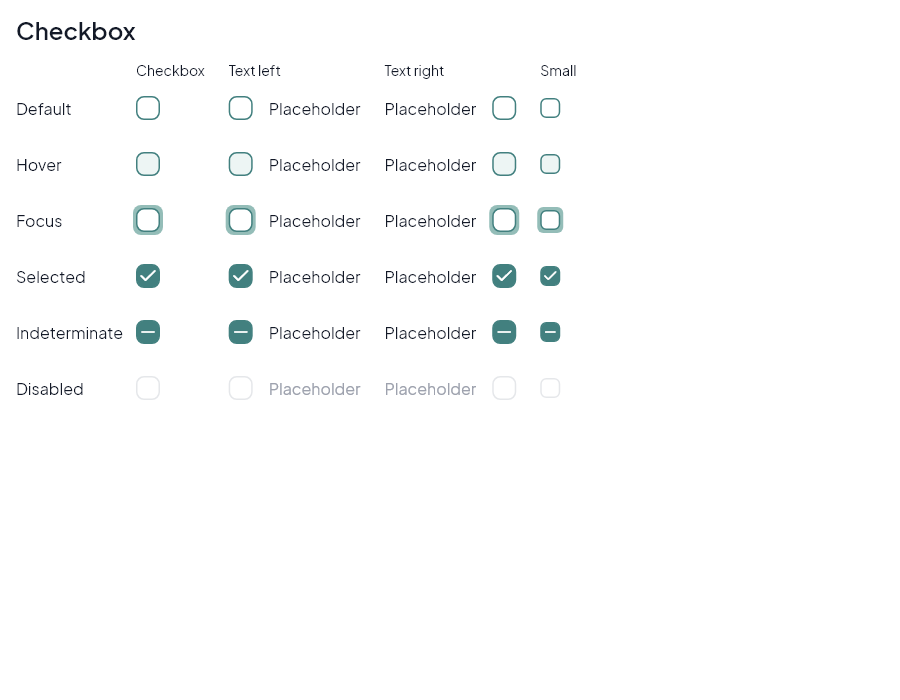 Checkbox
Checkbox Text left Text right Small
Default Placeholder Placeholder
Hover Placeholder Placeholder
Focus Placeholder Placeholder
Selected Placeholder Placeholder
Indeterminate Placeholder Placeholder
Disabled Placeholder Placeholder